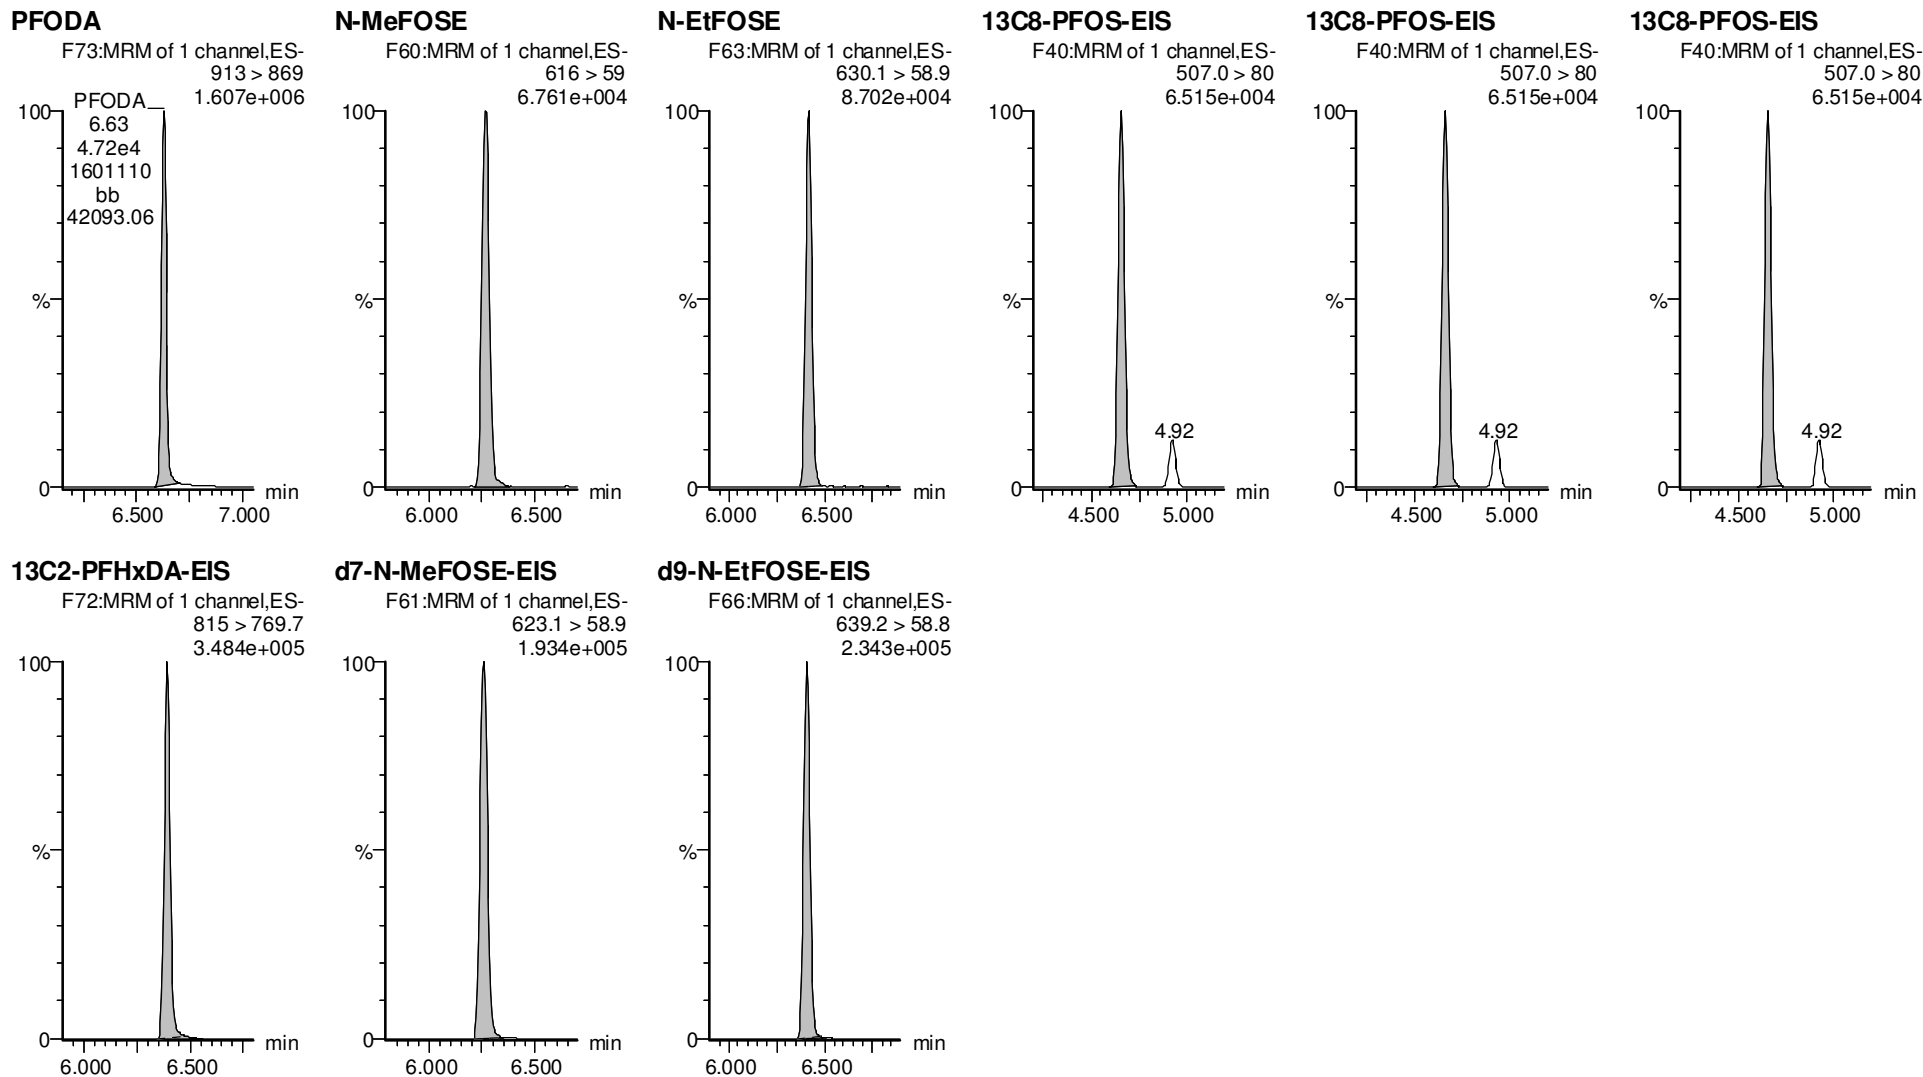 PFODA
F73:MRM of 1 channel,ES-
913 > 869
1.607e+006
100
PFODA
6.63
4.72e4
1601110
bb
42093.06
%
0
min
6.500
7.000
N-MeFOSE
F60:MRM of 1 channel,ES-
616 > 59
6.761e+004
100
%
0
min
6.000
6.500
N-EtFOSE
F63:MRM of 1 channel,ES-
630.1 > 58.9
8.702e+004
100
%
0
min
6.000
6.500
13C8-PFOS-EIS
F40:MRM of 1 channel,ES-
507.0 > 80
6.515e+004
100
%
4.92
0
min
4.500
5.000
13C8-PFOS-EIS
F40:MRM of 1 channel,ES-
507.0 > 80
6.515e+004
100
%
4.92
0
min
4.500
5.000
13C8-PFOS-EIS
F40:MRM of 1 channel,ES-
507.0 > 80
6.515e+004
100
%
4.92
0
min
4.500
5.000
13C2-PFHxDA-EIS
F72:MRM of 1 channel,ES-
815 > 769.7
3.484e+005
100
%
0
min
6.000
6.500
d7-N-MeFOSE-EIS
F61:MRM of 1 channel,ES-
623.1 > 58.9
1.934e+005
100
%
0
min
6.000
6.500
d9-N-EtFOSE-EIS
F66:MRM of 1 channel,ES-
639.2 > 58.8
2.343e+005
100
%
0
min
6.000
6.500